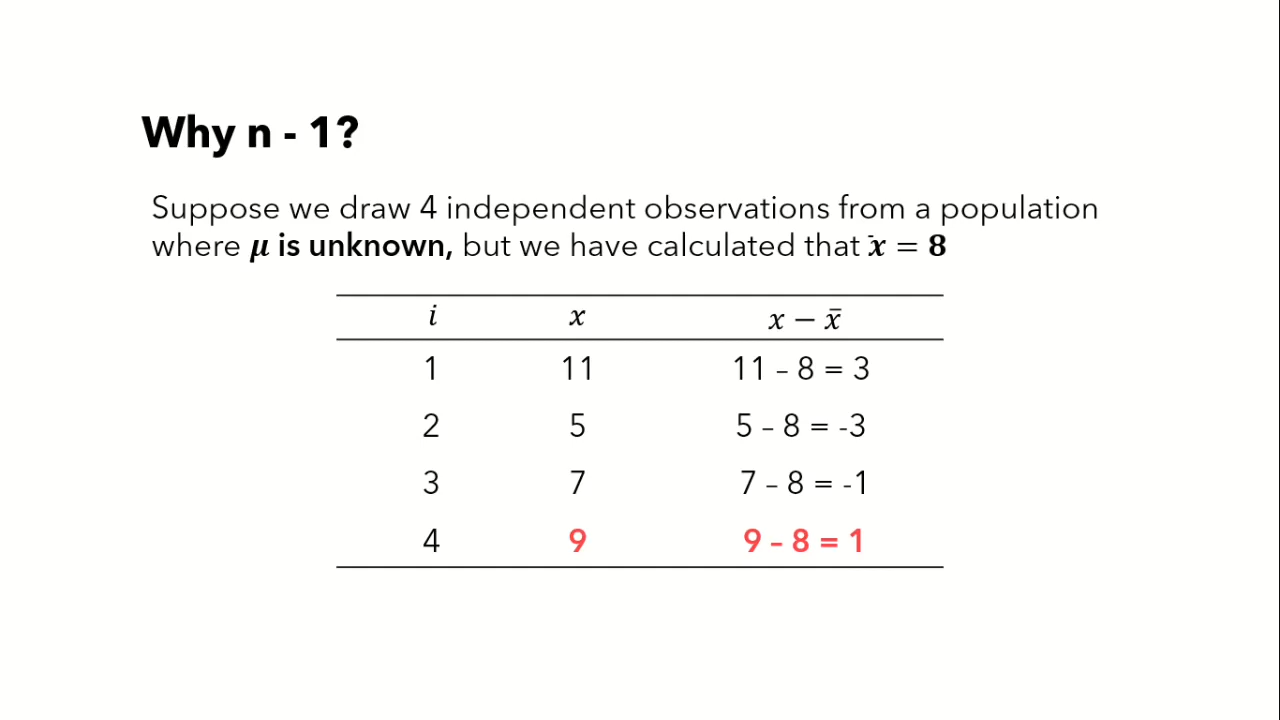 Why n - 1?
Suppose we draw 4 independent observations from a population
where μ is unknown, but we have calculated that x̄ = 8
i x x − x̄
1 11 11 – 8 = 3
2 5 5 – 8 = -3
3 7 7 – 8 = -1
4 9 9 – 8 = 1